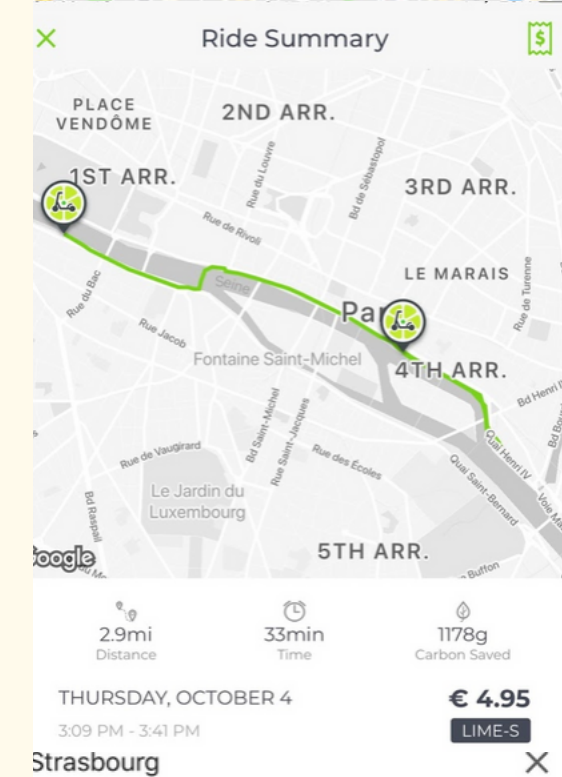 Ride Summary
PLACE
VENDÔME
2ND ARR.
1ST ARR.
Rue du Louvre
Bd de Sébastopol
3RD ARR.
Rue de Rivoli
LE MARAIS
Rue de Turenne
Seine
Rue du Bac
Rue Jacob
Fontaine Saint-Michel
4TH ARR.
Bd Henri
Bd Saint-Michel
Rue Saint-Jacques
Quai Henri IV
Rue de Vaugirard
Rue des Écoles
Quai Saint-Bernard
Bd Raspail
Le Jardin du
Luxembourg
5TH ARR.
Buffon
2.9mi
33min
1178g
Distance
Time
Carbon Saved
THURSDAY, OCTOBER 4
€ 4.95
3:09 PM - 3:41 PM
LIME-S
Strasbourg